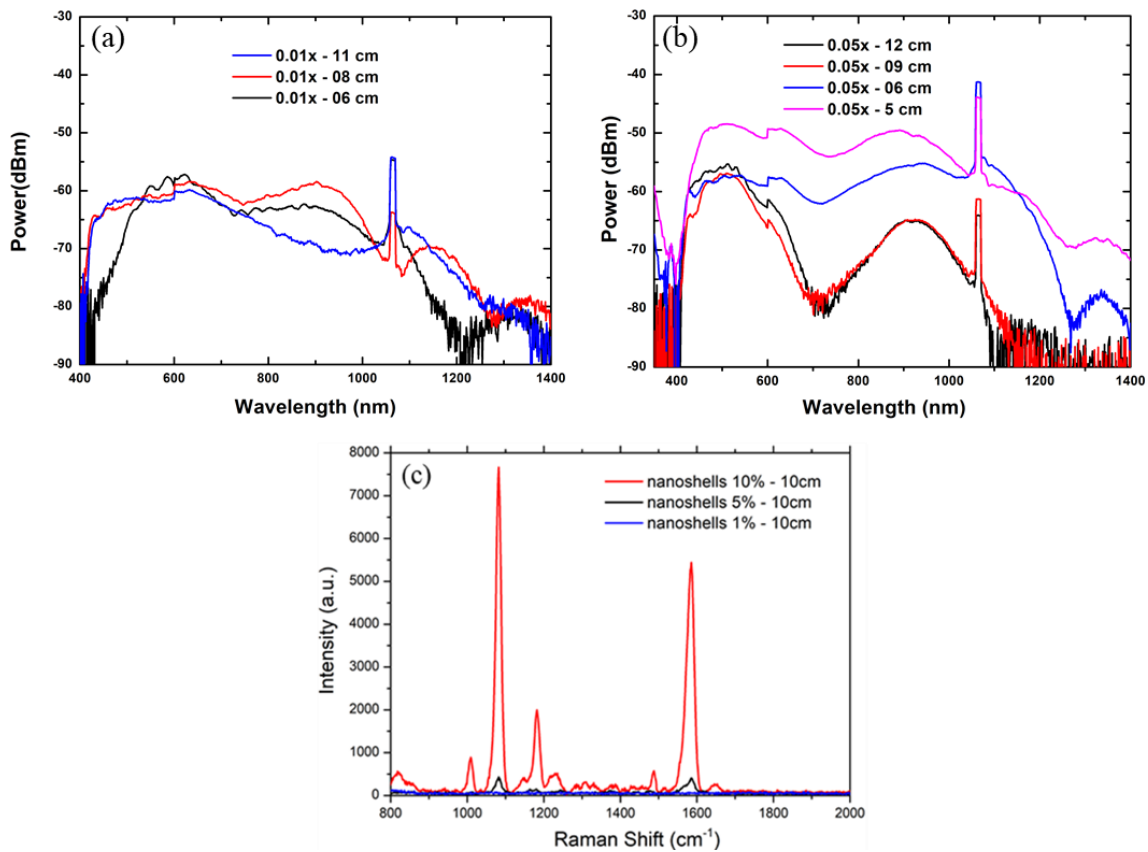 (a)
0.01x - 11 cm
0.01x - 08 cm
0.01x - 06 cm
-30
-40
-50
-60
-70
-80
-90
Power(dBm)
400 600 800 1000 1200 1400
Wavelength (nm)
(b)
0.05x - 12 cm
0.05x - 09 cm
0.05x - 06 cm
0.05x - 5 cm
-30
-40
-50
-60
-70
-80
-90
Power (dBm)
400 600 800 1000 1200 1400
Wavelength (nm)
(c)
nanoshells 10% - 10cm
nanoshells 5% - 10cm
nanoshells 1% - 10cm
8000
7000
6000
5000
4000
3000
2000
1000
0
Intensity (a.u.)
800 1000 1200 1400 1600 1800 2000
Raman Shift (cm⁻¹)